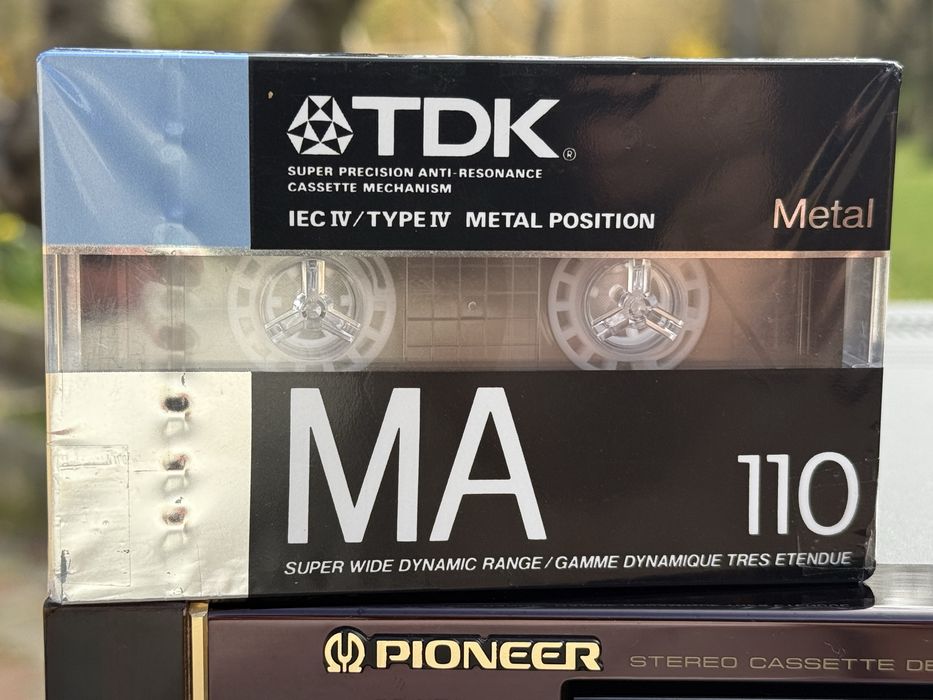 TDK®
SUPER PRECISION ANTI-RESONANCE
CASSETTE MECHANISM
IEC IV/TYPE IV METAL POSITION
Metal
MA
110
SUPER WIDE DYNAMIC RANGE/GAMME DYNAMIQUE TRES ETENDUE
PIONEER
STEREO CASSETTE DE